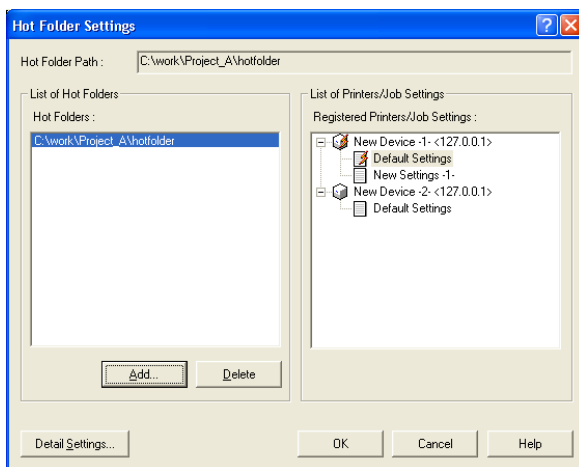 Hot Folder Settings
Hot Folder Path : C:\work\Project_A\hotfolder
List of Hot Folders
Hot Folders :
C:\work\Project_A\hotfolder
Add...
Delete
List of Printers/Job Settings
Registered Printers/Job Settings :
New Device -1- <127.0.0.1>
Default Settings
New Settings -1-
New Device -2- <127.0.0.1>
Default Settings
Detail Settings...
OK
Cancel
Help